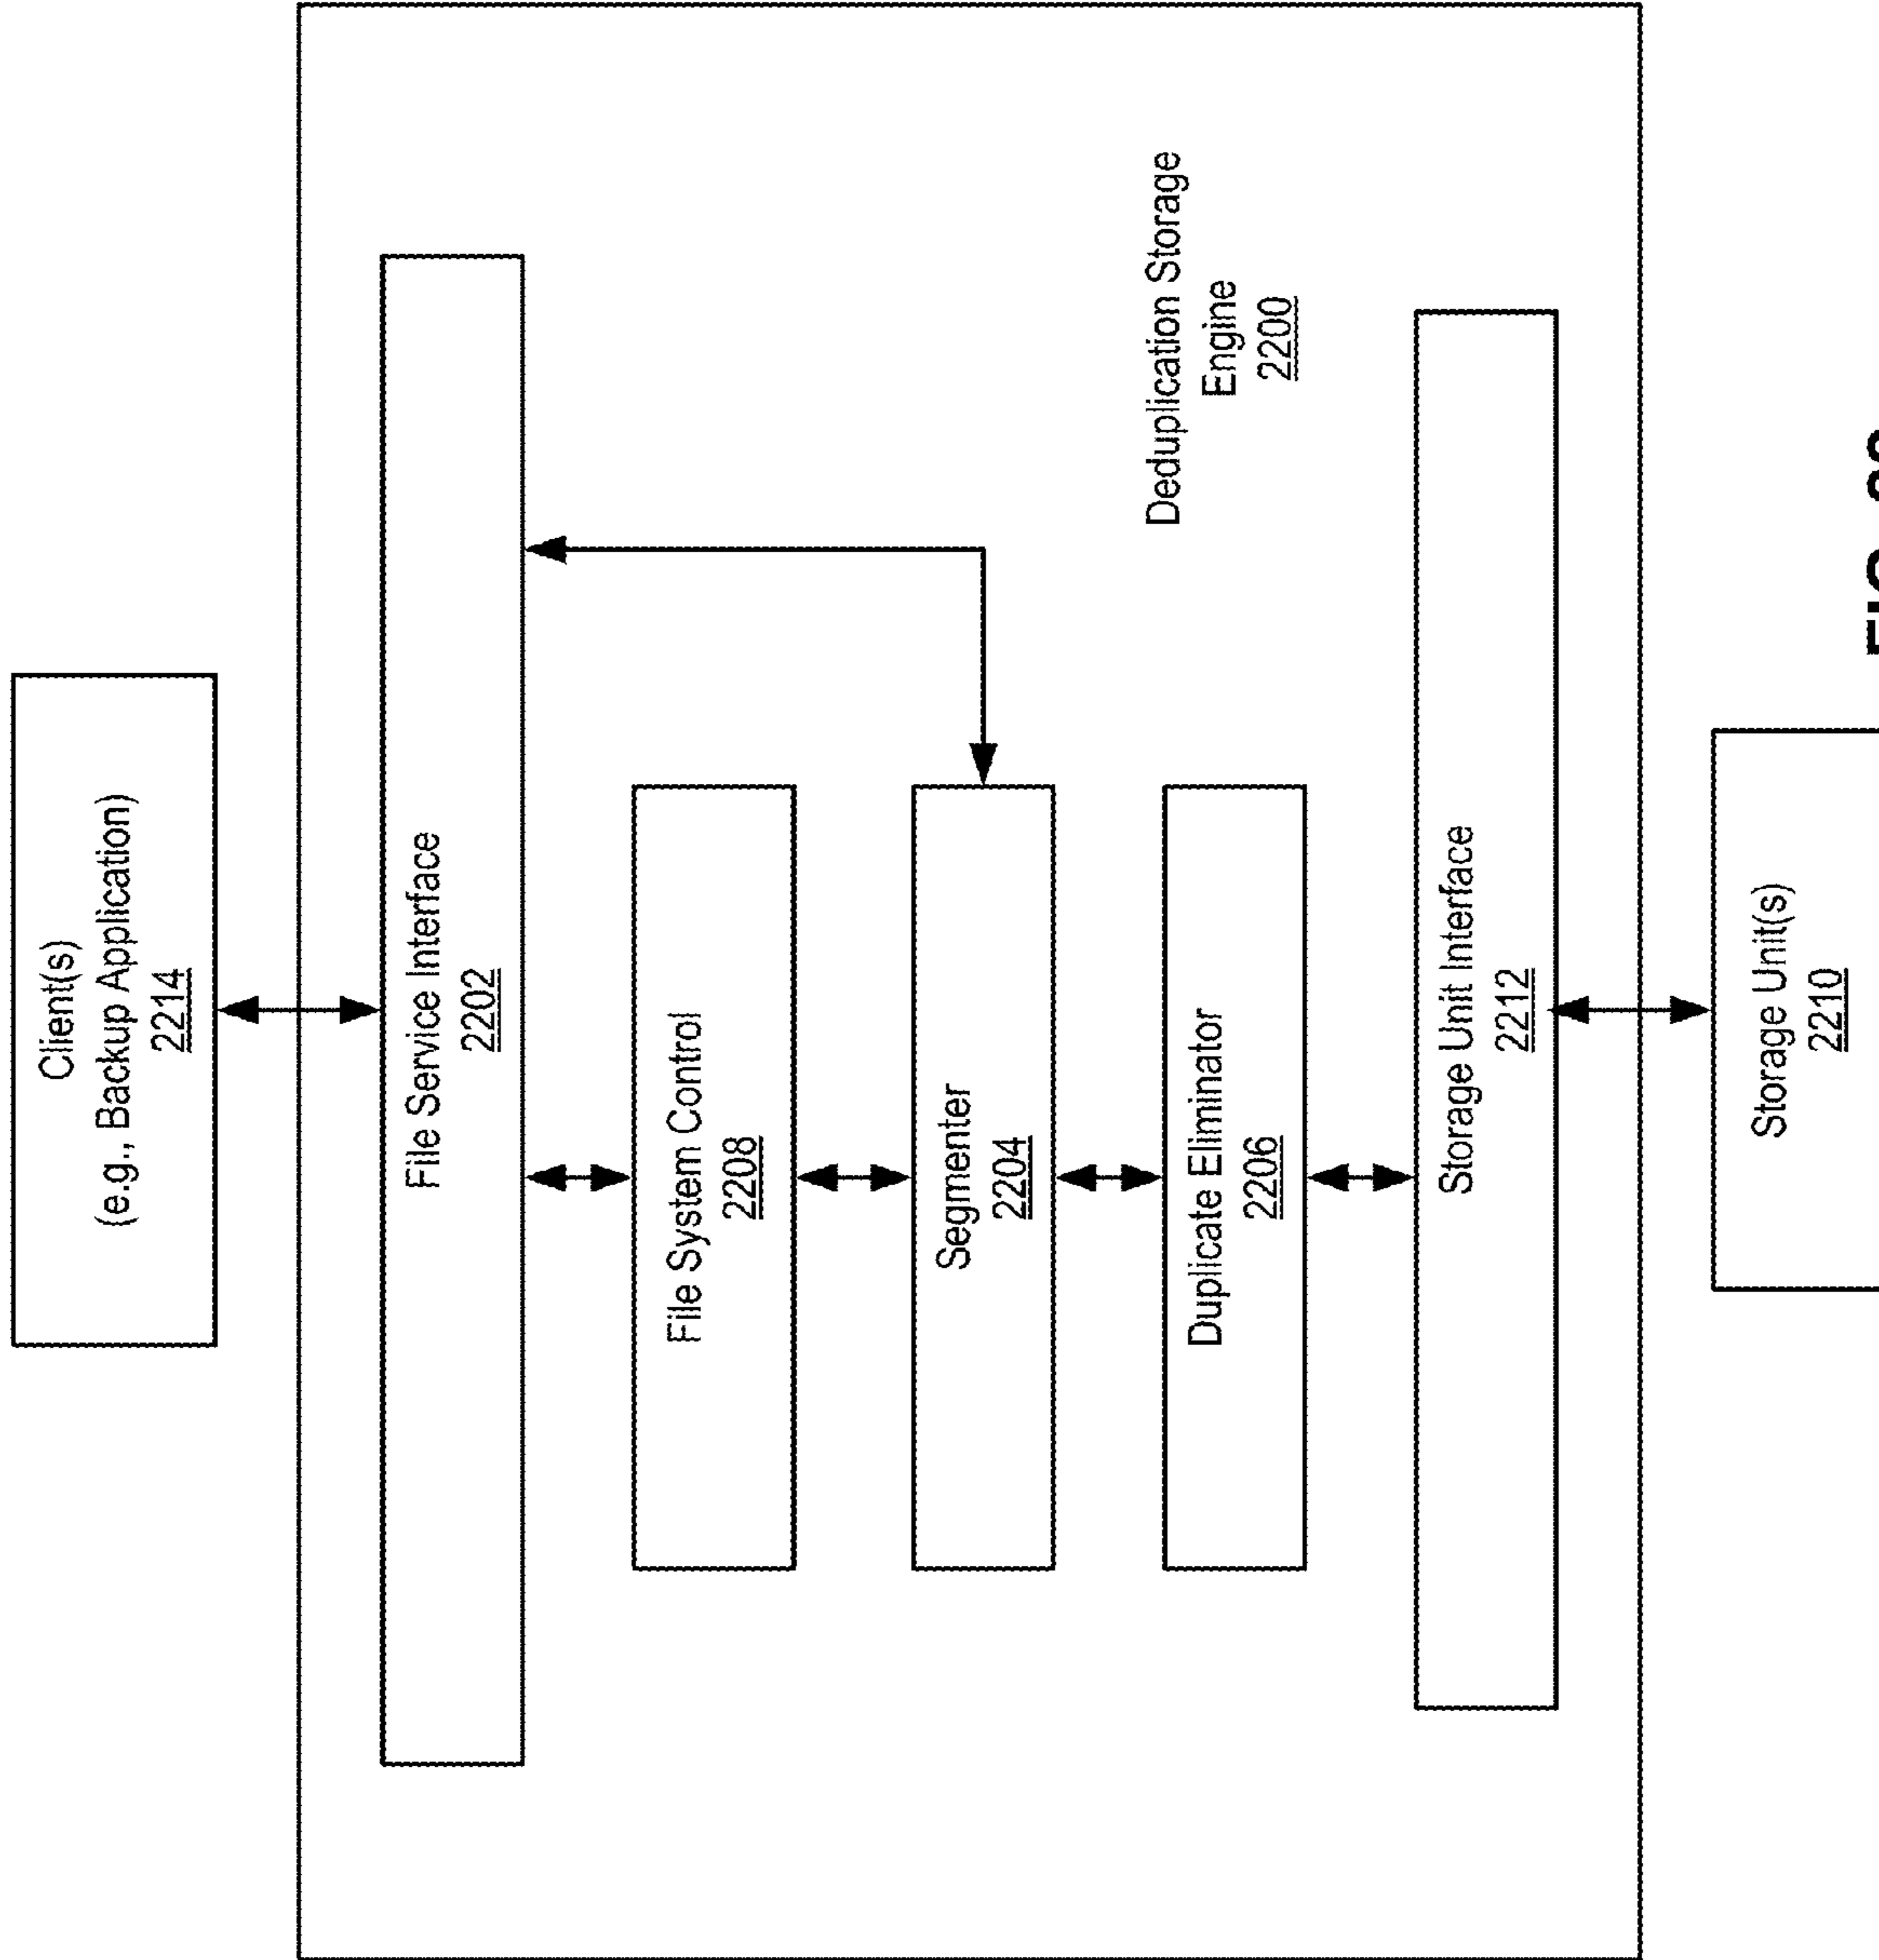 Client(s)
(e.g., Backup Application)
2214
File Service Interface
2202
File System Control
2208
Segmenter
2204
Duplicate Eliminator
2206
Deduplication Storage
Engine
2200
Storage Unit Interface
2212
Storage Unit(s)
2210
FIG.